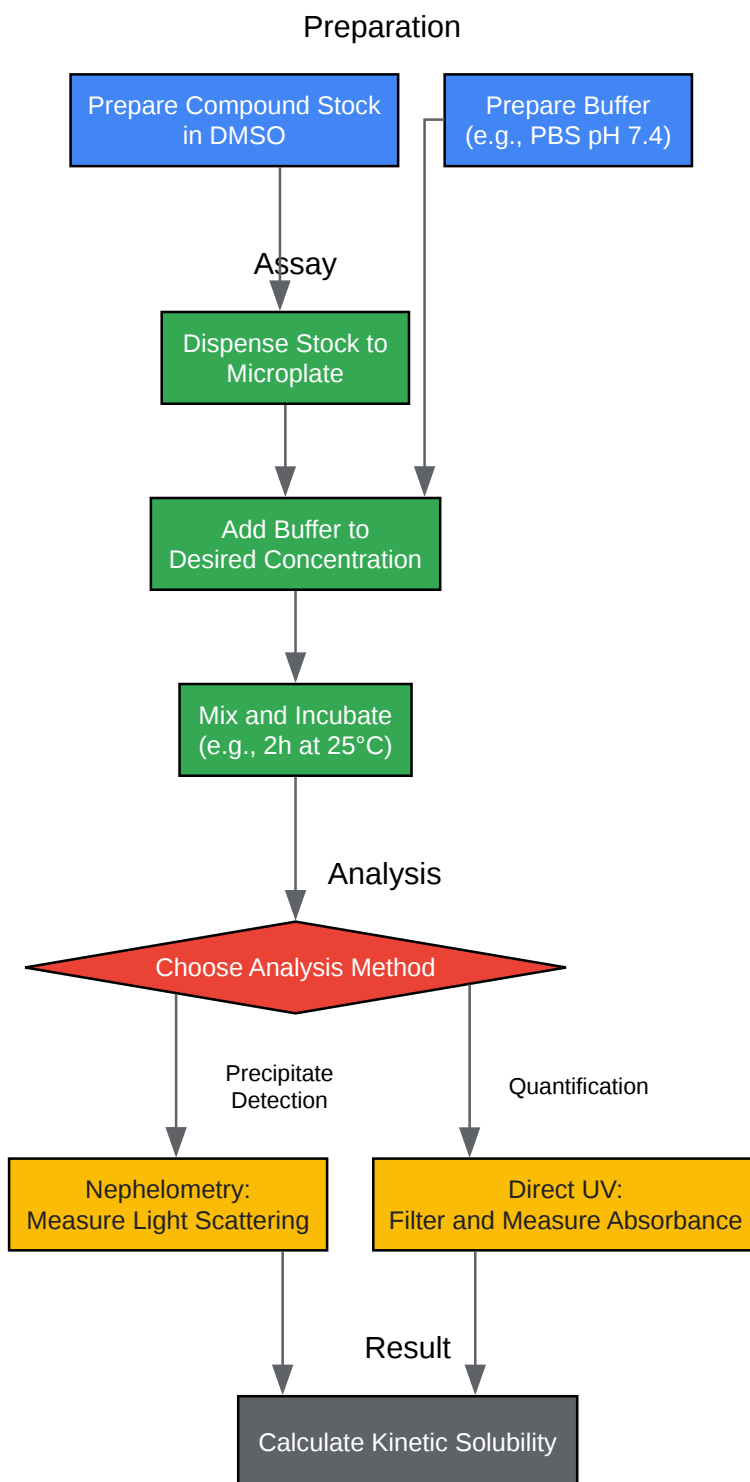 Preparation
Prepare Compound Stock
in DMSO
Prepare Buffer
(e.g., PBS pH 7.4)
Assay
Dispense Stock to
Microplate
Add Buffer to
Desired Concentration
Mix and Incubate
(e.g., 2h at 25°C)
Analysis
Choose Analysis Method
Precipitate
Detection
Quantification
Nephelometry:
Measure Light Scattering
Direct UV:
Filter and Measure Absorbance
Result
Calculate Kinetic Solubility